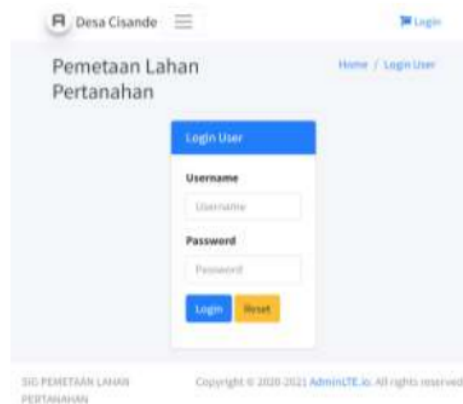 Desa Cisande
Login
Pemetaan Lahan
Pertanahan
Home / Login User
Login User
Username
Username
Password
Password
Login Reset
SIG PEMETAAN LAHAN
PERTANAHAN
Copyright © 2020-2021 AdminLTE.io. All rights reserved